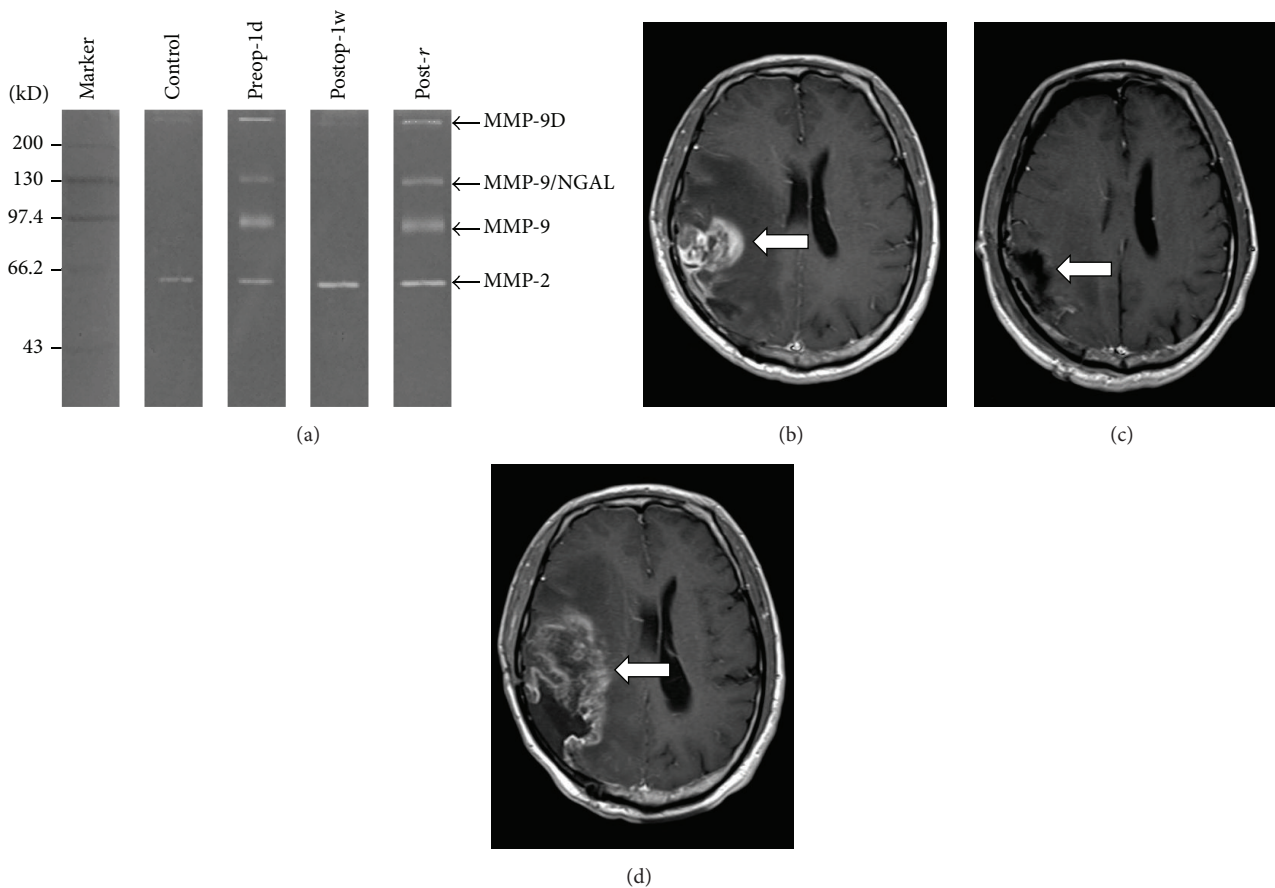 (kD)
Marker
Control
Preop-1d
Postop-1w
Post-r
200
130
97.4
66.2
43
MMP-9D
MMP-9/NGAL
MMP-9
MMP-2
(a)
(b)
(c)
(d)